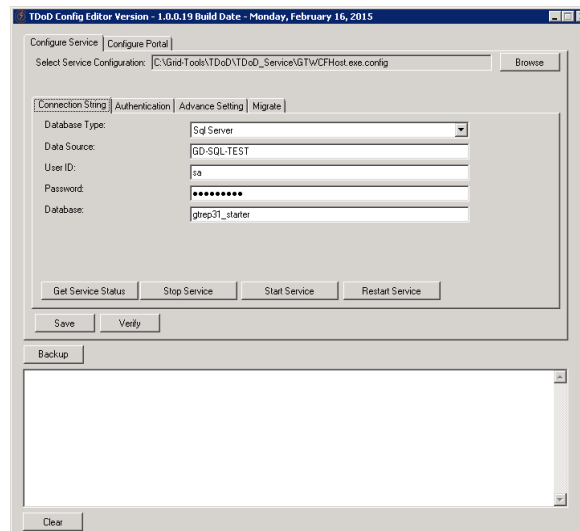 TDoD Config Editor Version - 1.0.0.19 Build Date - Monday, February 16, 2015
Configure Service Configure Portal
Select Service Configuration: C:\Grid-Tools\TDoD\TDoD_Service\GTWCFHost.exe.config Browse
Connection String Authentication Advance Setting Migrate
Database Type: Sql Server
Data Source: GD-SQL-TEST
User ID: sa
Password: ●●●●●●●●●
Database: gtrep31_starter
Get Service Status Stop Service Start Service Restart Service
Save Verify
Backup
Clear